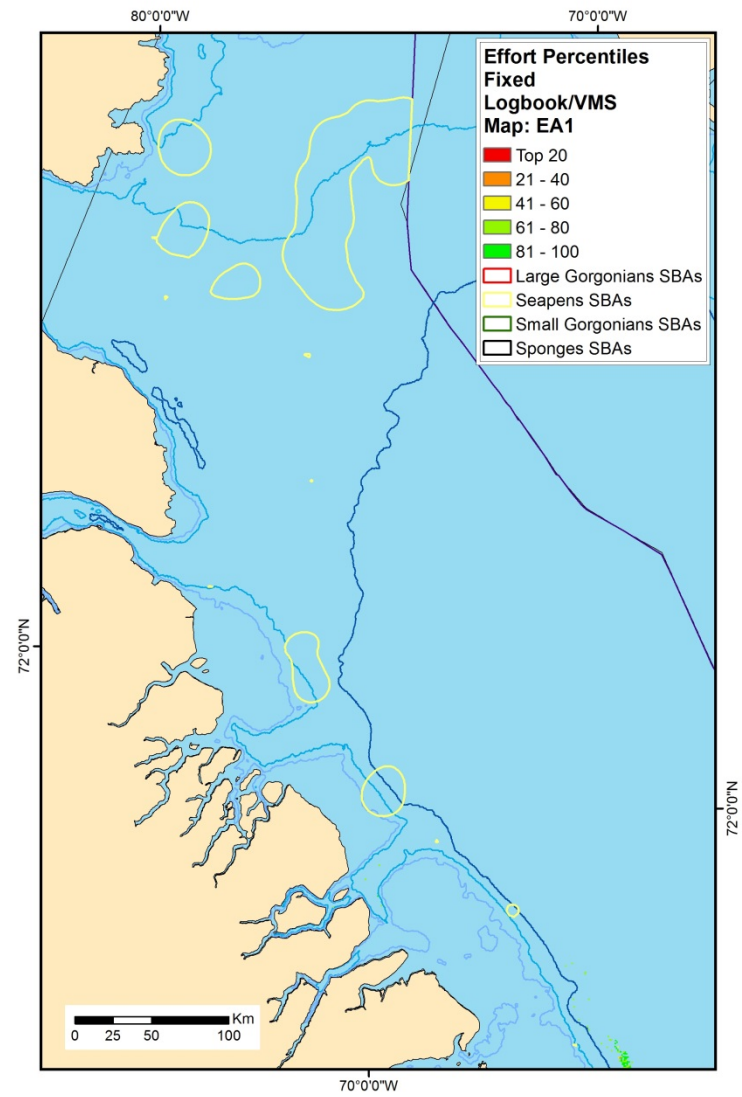 80°0'0"W
70°0'0"W
Effort Percentiles
Fixed
Logbook/VMS
Map: EA1
Top 20
21 - 40
41 - 60
61 - 80
81 - 100
Large Gorgonians SBAs
Seapens SBAs
Small Gorgonians SBAs
Sponges SBAs
72°0'0"N
72°0'0"N
Km
0 25 50 100
70°0'0"W